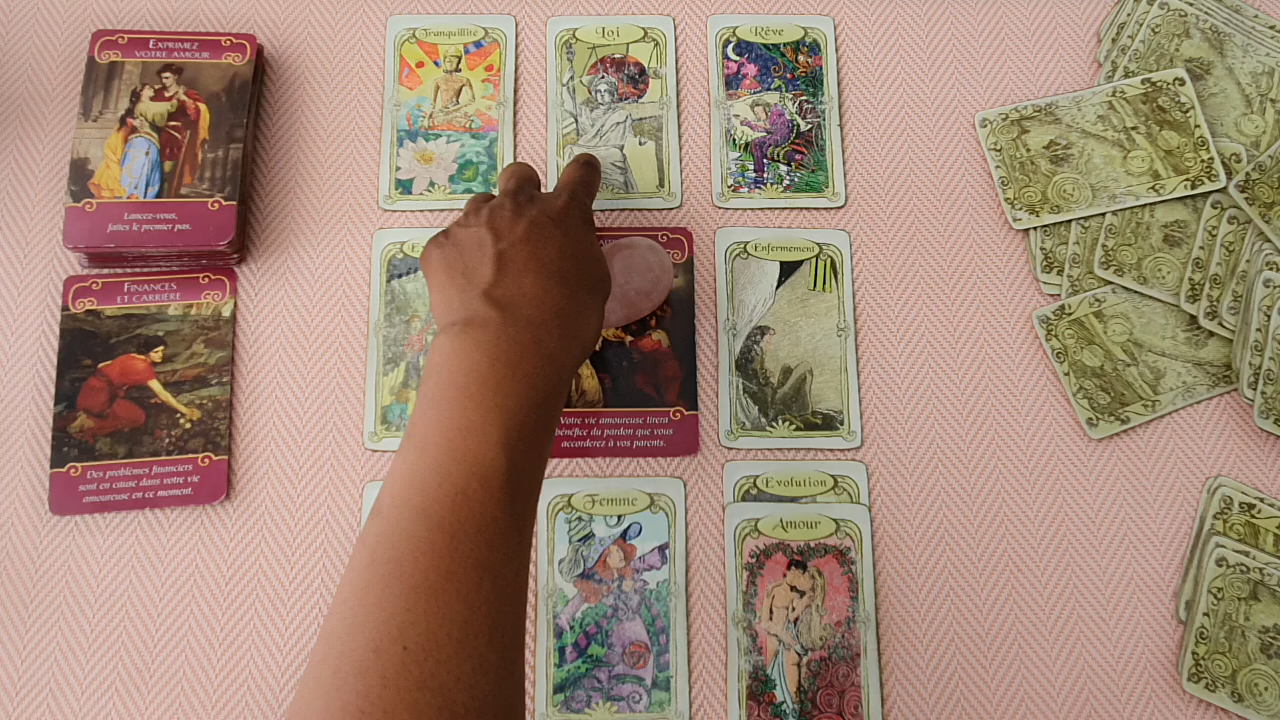 EXPRIMEZ
VOTRE AMOUR
Lancez-vous,
faites le premier pas.
FINANCES
ET CARRIÈRE
Des problèmes financiers
sont en cause dans votre vie
amoureuse en ce moment.
Tranquillité
Loi
Rêve
Enfermement
Votre vie amoureuse tirera
bénéfice du pardon que vous
accorderez à vos parents.
Femme
Evolution
Amour